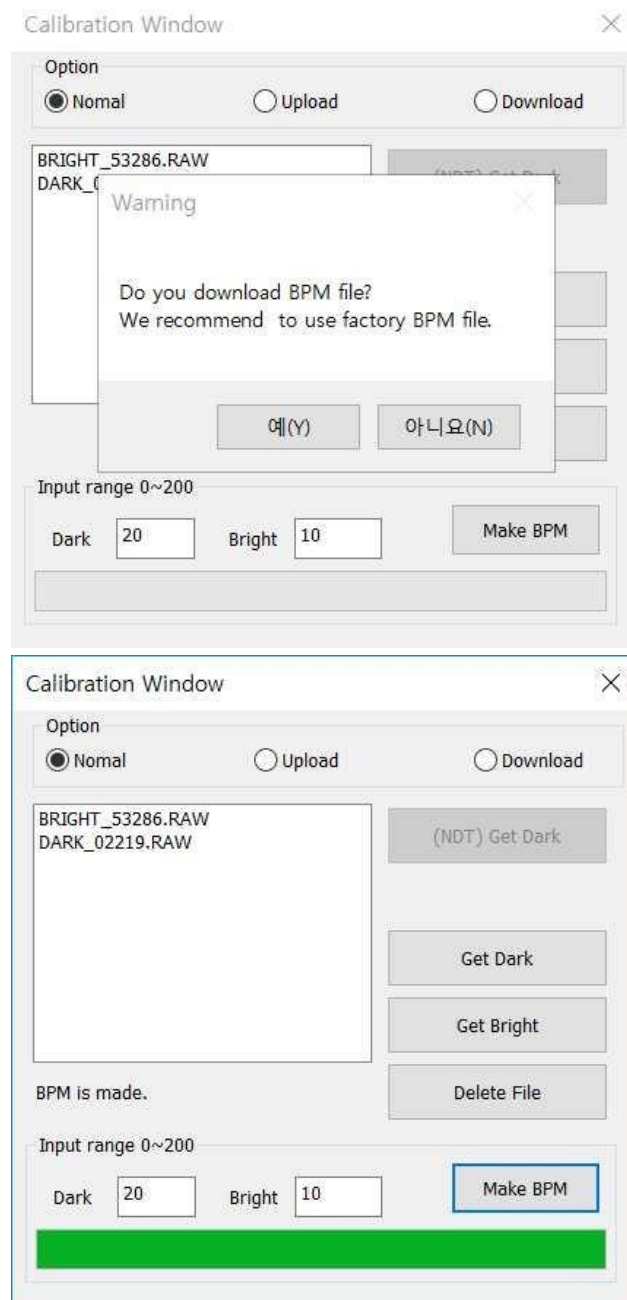 Calibration Window
Option
Nomal Upload Download
BRIGHT_53286.RAW
Warning
Do you download BPM file?
We recommend to use factory BPM file.
예(Y) 아니요(N)
Input range 0~200
Dark 20 Bright 10 Make BPM
Calibration Window
Option
Nomal Upload Download
BRIGHT_53286.RAW
DARK_02219.RAW
(NDT) Get Dark
Get Dark
Get Bright
BPM is made.
Delete File
Input range 0~200
Dark 20 Bright 10 Make BPM